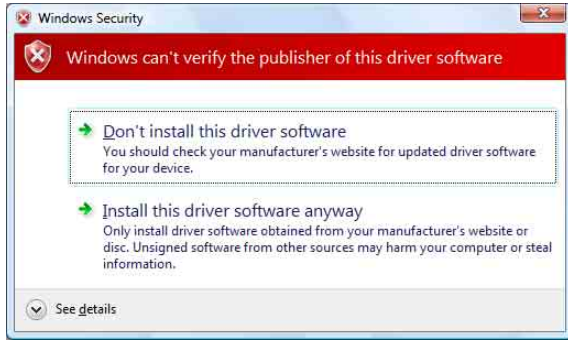 Windows Security
Windows can't verify the publisher of this driver software
Don't install this driver software
You should check your manufacturer's website for updated driver software
for your device.
Install this driver software anyway
Only install driver software obtained from your manufacturer's website or
disc. Unsigned software from other sources may harm your computer or steal
information.
See details